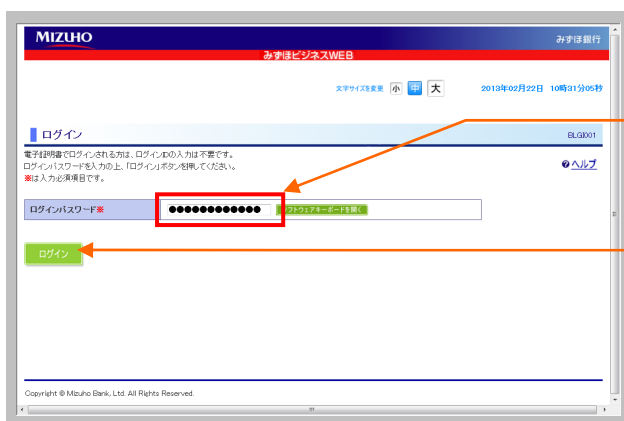 MIZUHO
みずほ銀行
みずほビジネスWEB
文字サイズを変更 小 中 大 2013年02月22日 10時31分05秒
ログイン
BLGI001
電子証明書でログインされる方は、ログインIDの入力は不要です。
ログインパスワードを入力の上、「ログイン」ボタンを押してください。
※は入力必須項目です。
ヘルプ
ログインパスワード※ ●●●●●●●●●●●● ソフトウェアキーボードを開く
ログイン
Copyright © Mizuho Bank, Ltd. All Rights Reserved.